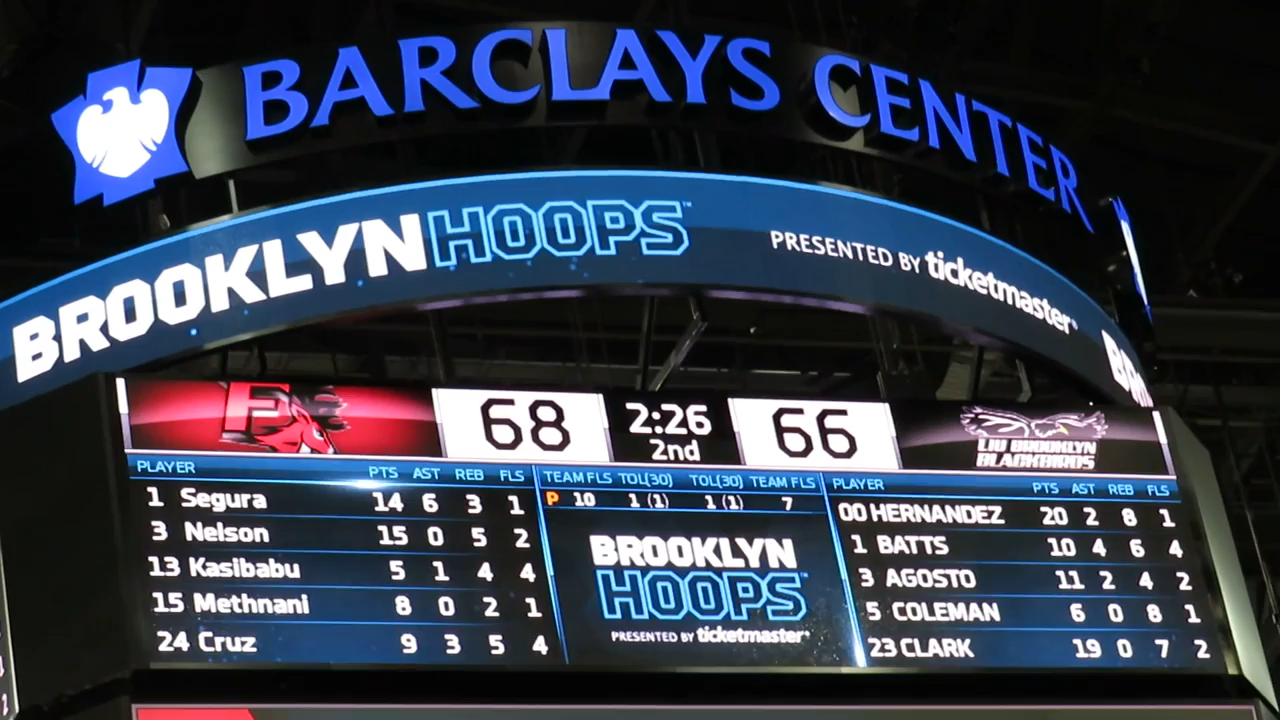 BARCLAYS CENTER
BROOKLYN HOOPS™ PRESENTED BY ticketmaster®
68 2:26 66
2nd
LIU BROOKLYN
BLACKBIRDS
PLAYER PTS AST REB FLS
1 Segura 14 6 3 1
3 Nelson 15 0 5 2
13 Kasibabu 5 1 4 4
15 Methnani 8 0 2 1
24 Cruz 9 3 5 4
TEAM FLS TOL(30) TOL(30) TEAM FLS
P 10 1 (1) 1 (1) 7
BROOKLYN
HOOPS™
PRESENTED BY ticketmaster®
PLAYER PTS AST REB FLS
00 HERNANDEZ 20 2 8 1
1 BATTS 10 4 6 4
3 AGOSTO 11 2 4 2
5 COLEMAN 6 0 8 1
23 CLARK 19 0 7 2